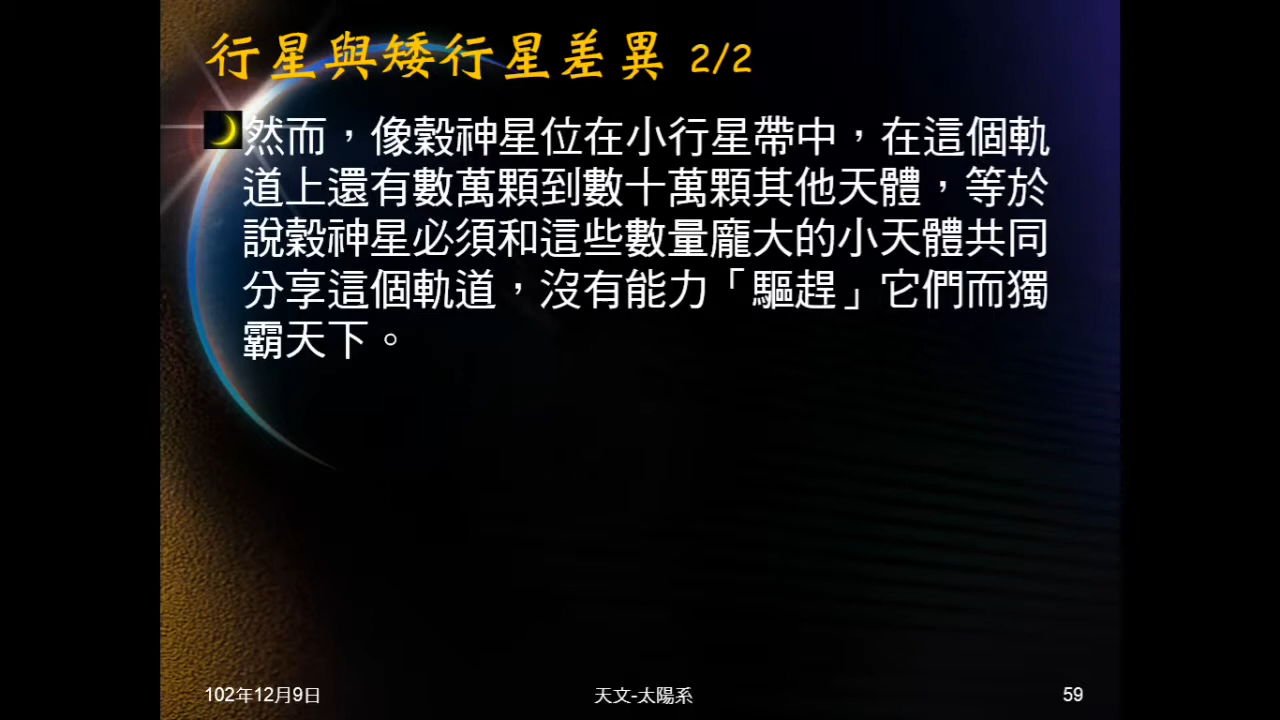 行星與矮行星差異 2/2
然而，像穀神星位在小行星帶中，在這個軌
道上還有數萬顆到數十萬顆其他天體，等於
說穀神星必須和這些數量龐大的小天體共同
分享這個軌道，沒有能力「驅趕」它們而獨
霸天下。
102年12月9日
天文-太陽系
59